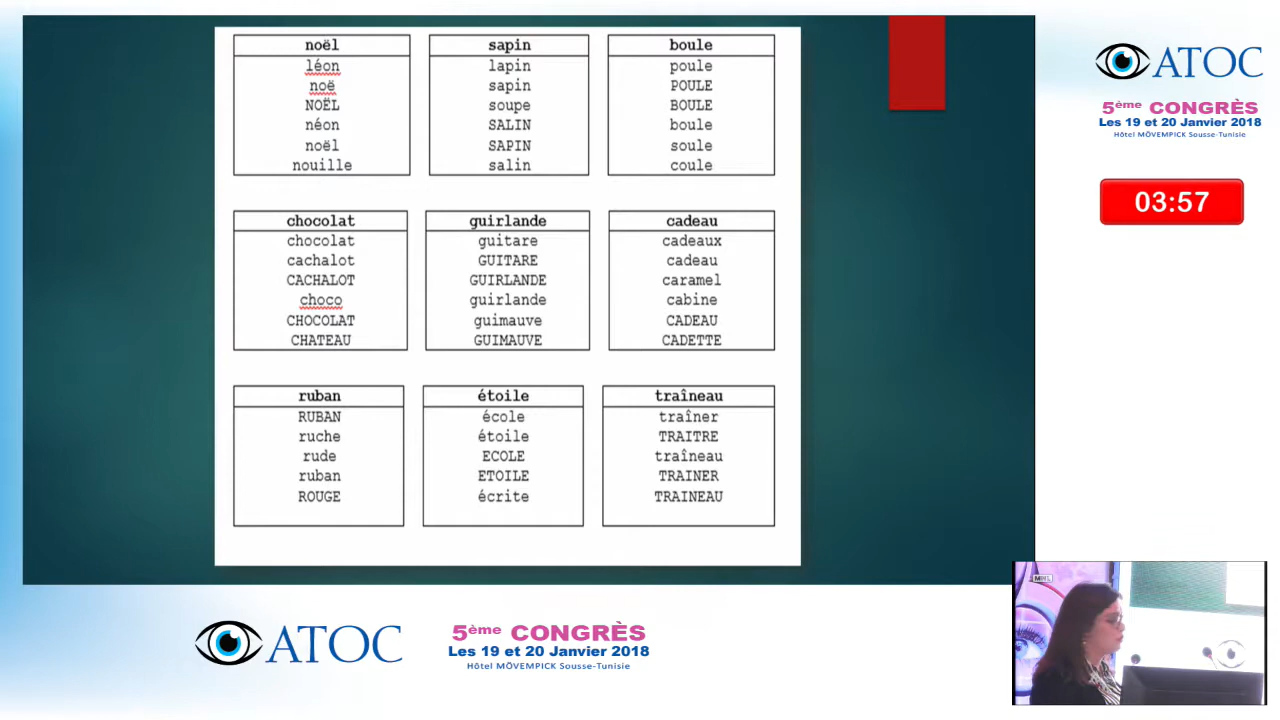 noël
léon
noë
NOËL
néon
noël
nouille
sapin
lapin
sapin
soupe
SALIN
SAPIN
salin
boule
poule
POULE
BOULE
boule
soule
coule
chocolat
chocolat
cachalot
CACHALOT
choco
CHOCOLAT
CHATEAU
guirlande
guitare
GUITARE
GUIRLANDE
guirlande
guimauve
GUIMAUVE
cadeau
cadeaux
cadeau
caramel
cabine
CADEAU
CADETTE
ruban
RUBAN
ruche
rude
ruban
ROUGE
étoile
école
étoile
ECOLE
ETOILE
écrite
traîneau
traîner
TRAITRE
traîneau
TRAINER
TRAINEAU
ATOC
5ème CONGRÈS
Les 19 et 20 Janvier 2018
Hôtel MÖVEMPICK Sousse-Tunisie
03:57
ATOC
5ème CONGRÈS
Les 19 et 20 Janvier 2018
Hôtel MÖVEMPICK Sousse-Tunisie